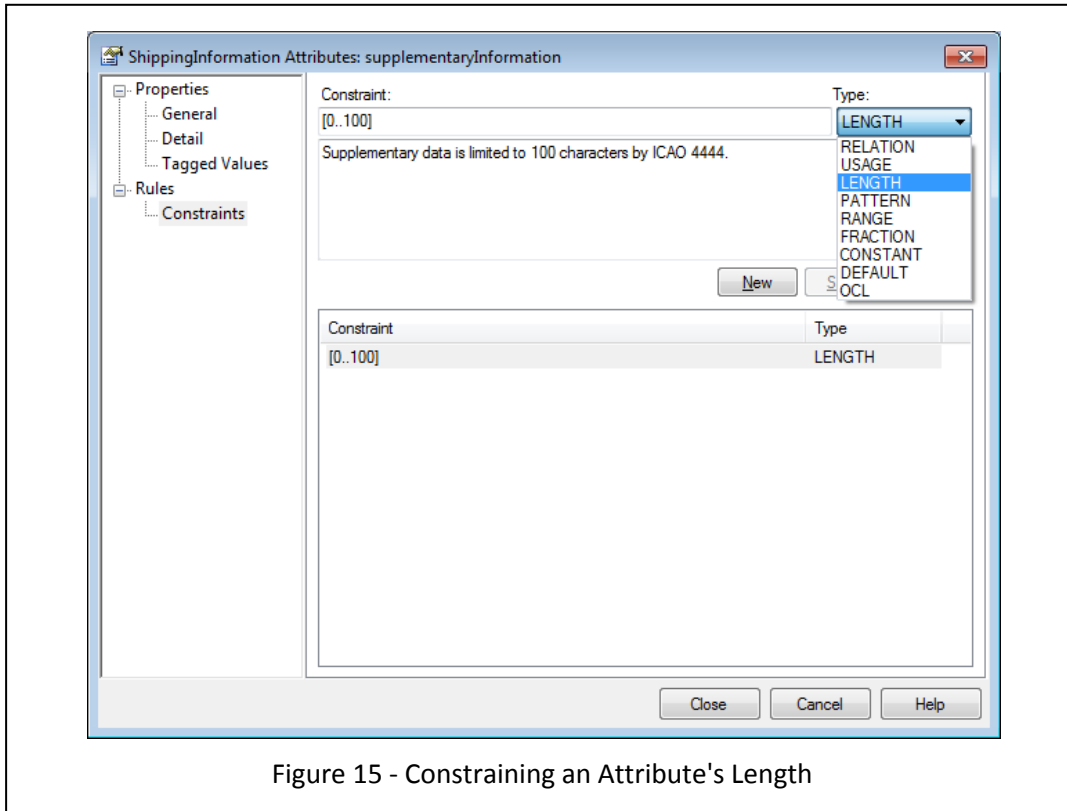 ShippingInformation Attributes: supplementaryInformation
Properties
General
Detail
Tagged Values
Rules
Constraints
Constraint:
Type:
[0..100]
LENGTH
Supplementary data is limited to 100 characters by ICAO 4444.
RELATION
USAGE
LENGTH
PATTERN
RANGE
FRACTION
CONSTANT
DEFAULT
OCL
New
Constraint
Type
[0..100]
LENGTH
Close
Cancel
Help
Figure 15 - Constraining an Attribute's Length